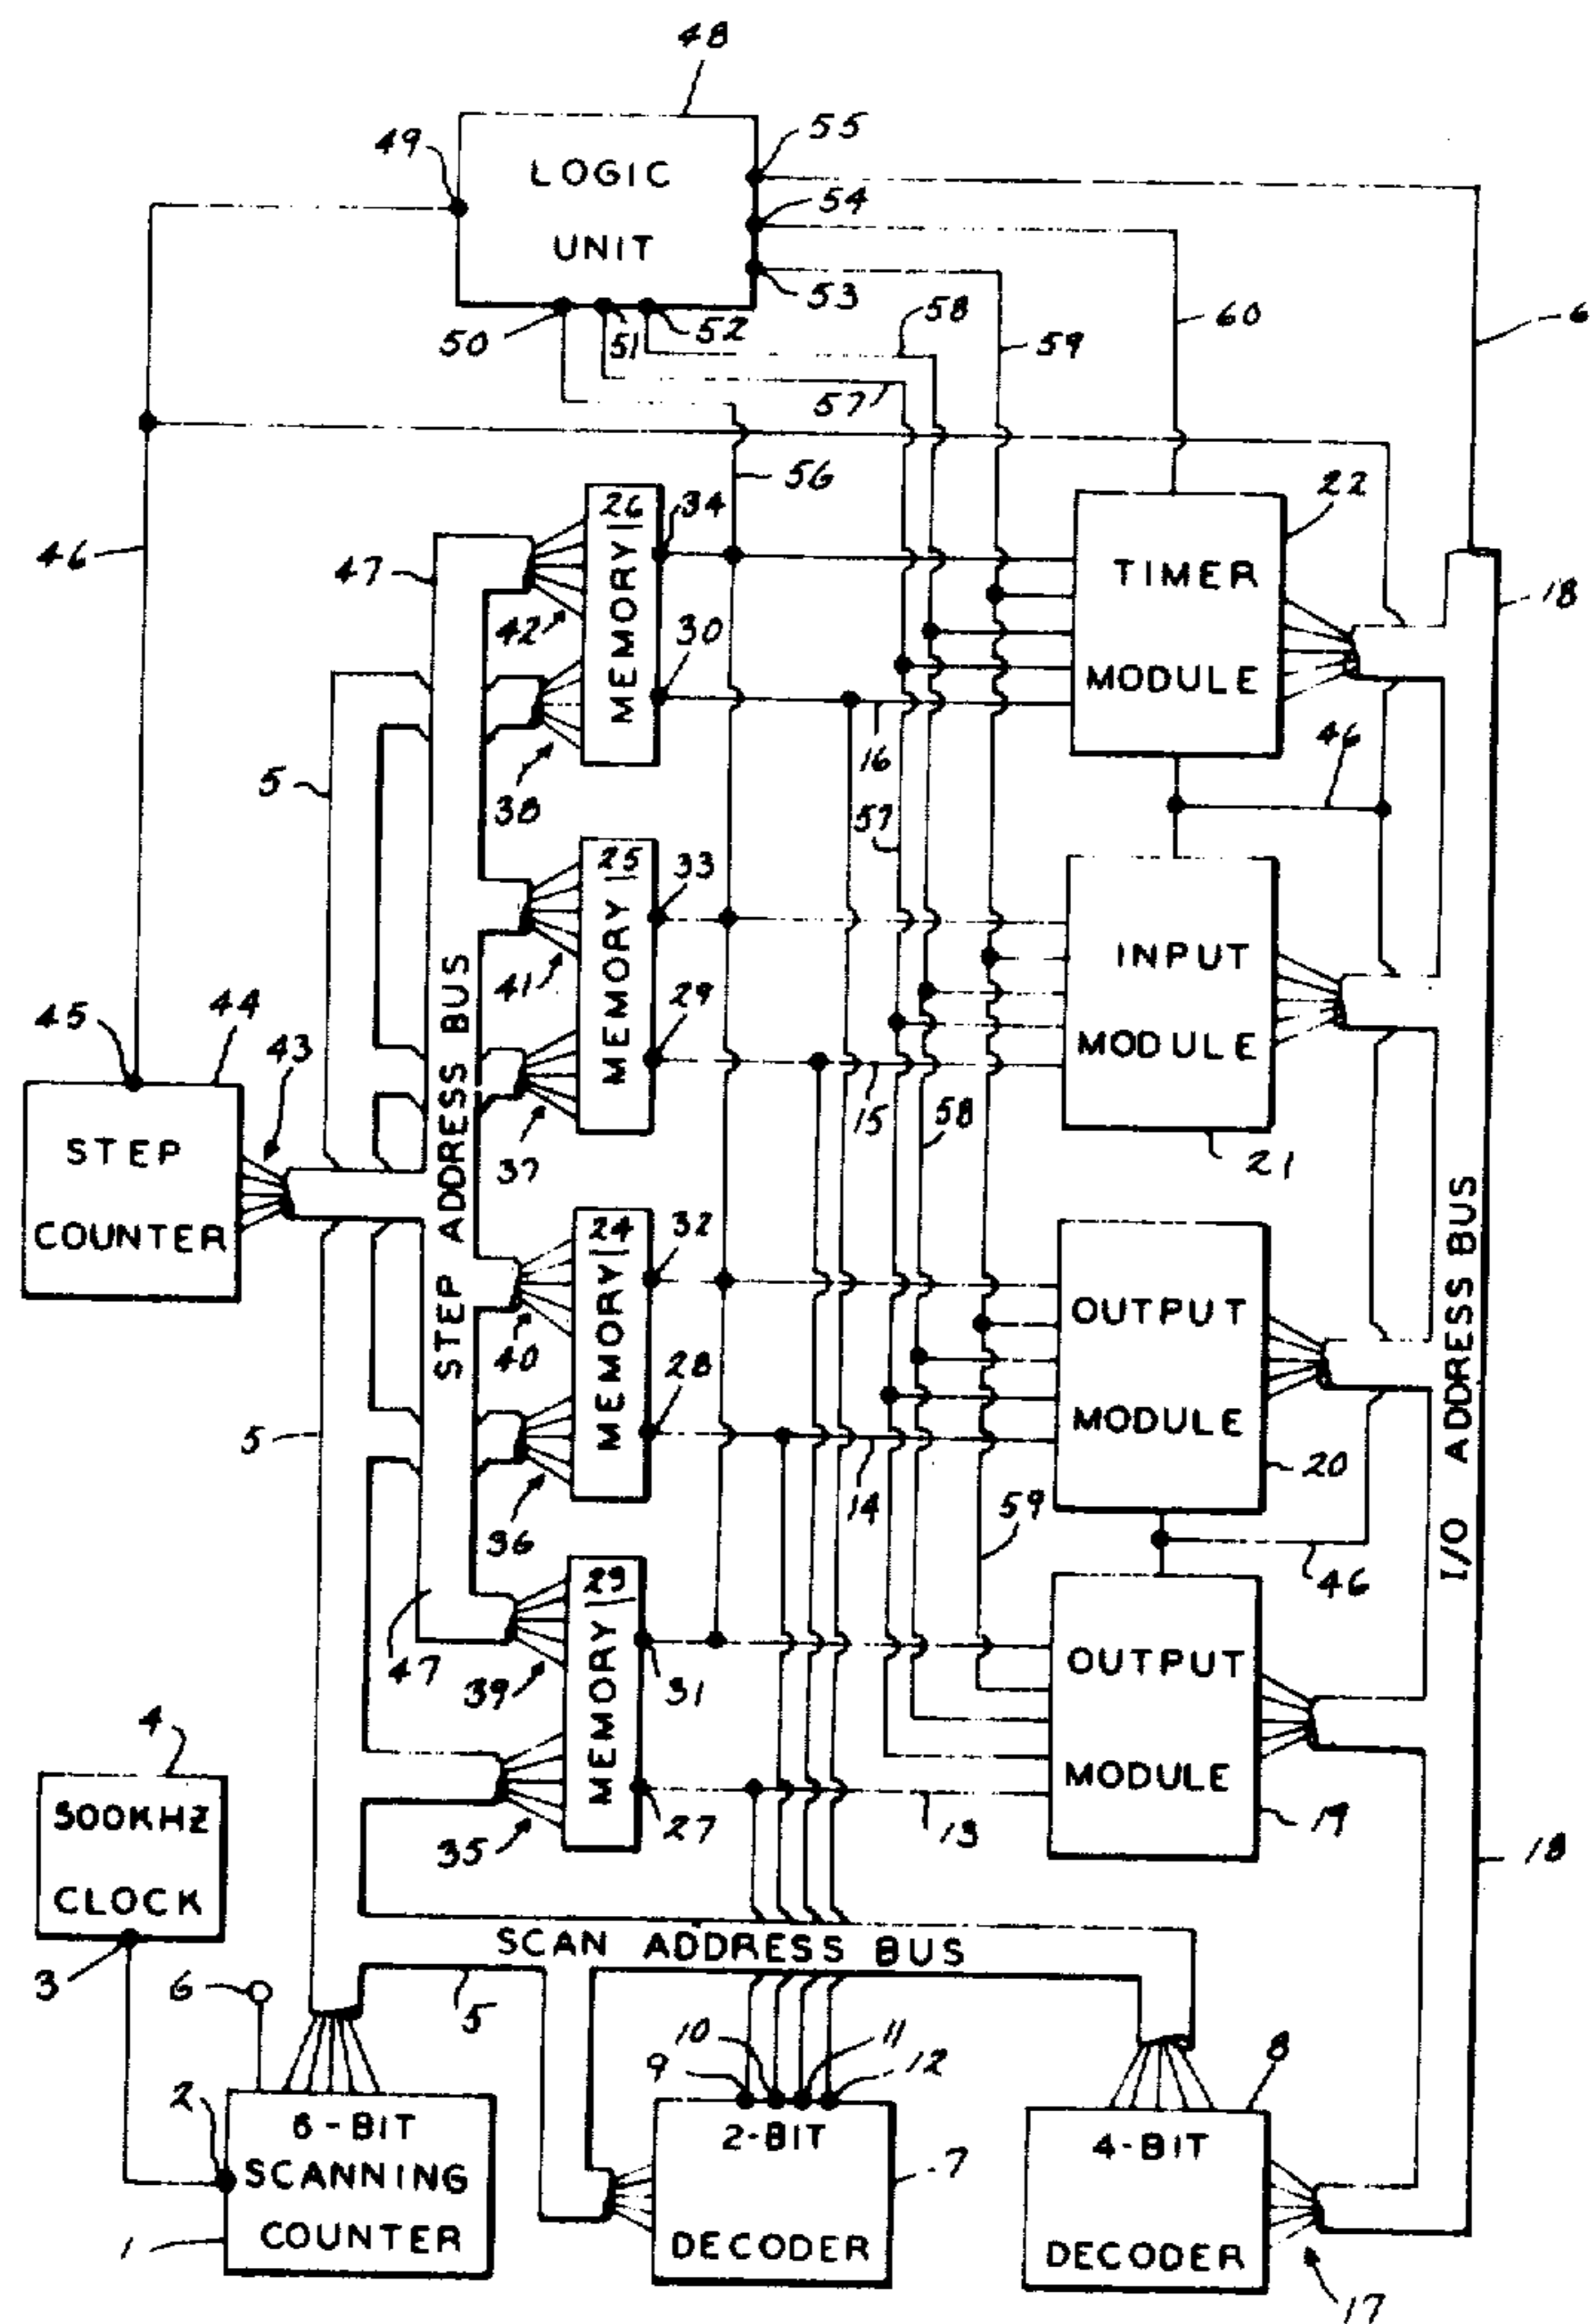 48
55
49
LOGIC
UNIT
54
53
50
51
52
58
57
59
60
6
56
46
47
26
MEMORY
34
42
30
38
16
22
TIMER
MODULE
18
46
5
57
25
MEMORY
33
41
29
37
15
58
INPUT
MODULE
21
45
44
43
STEP
COUNTER
STEP ADDRESS BUS
24
MEMORY
32
40
28
36
14
59
OUTPUT
MODULE
20
46
I/O ADDRESS BUS
5
47
23
MEMORY
39
31
35
27
13
OUTPUT
MODULE
19
18
4
500KHZ
CLOCK
3
6
SCAN ADDRESS BUS
5
2
6-BIT
SCANNING
COUNTER
1
9
10
11
12
2-BIT
DECODER
7
8
4-BIT
DECODER
17